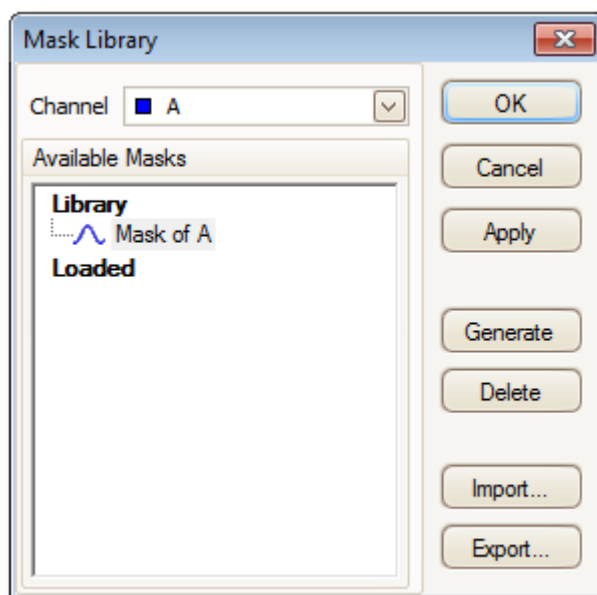 Mask Library
Channel A
Available Masks
Library
Mask of A
Loaded
OK
Cancel
Apply
Generate
Delete
Import...
Export...